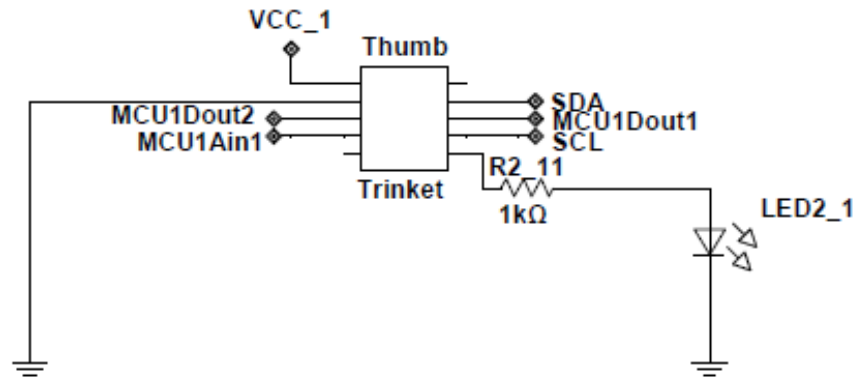 VCC_1
Thumb
MCU1Dout2
SDA
MCU1Dout1
MCU1Ain1
SCL
Trinket
R2_11
1kΩ
LED2_1